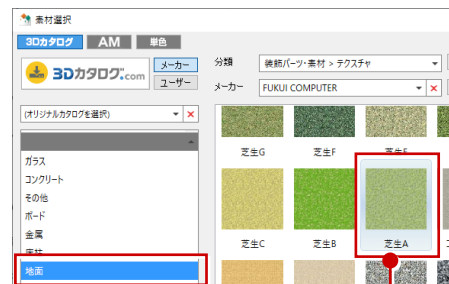 素材選択
3Dカタログ AM 単色
3Dカタログ.com
メーカー
ユーザー
分類 装飾パーツ・素材 > テクスチャ
メーカー FUKUI COMPUTER
(オリジナルカタログを選択)
ガラス
コンクリート
その他
ボード
金属
地面
芝生G 芝生F 芝生E
芝生C 芝生B 芝生A